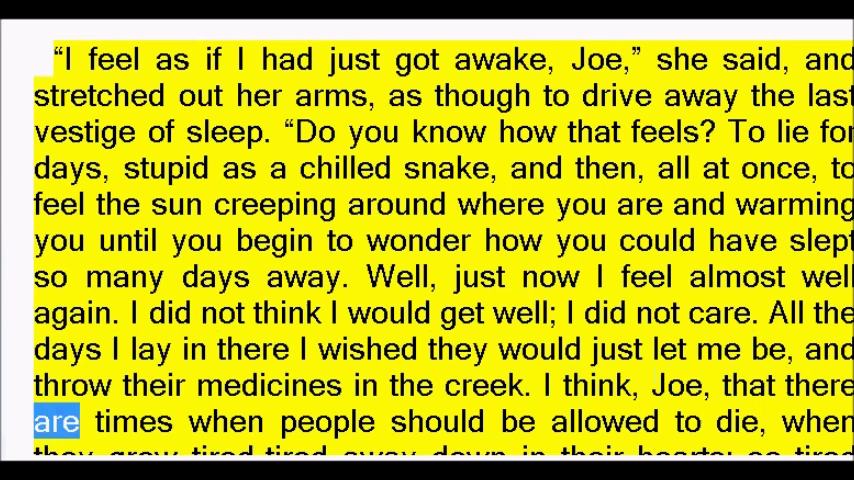 “I feel as if I had just got awake, Joe,” she said, and
stretched out her arms, as though to drive away the last
vestige of sleep. “Do you know how that feels? To lie for
days, stupid as a chilled snake, and then, all at once, to
feel the sun creeping around where you are and warming
you until you begin to wonder how you could have slept
so many days away. Well, just now I feel almost well
again. I did not think I would get well; I did not care. All the
days I lay in there I wished they would just let me be, and
throw their medicines in the creek. I think, Joe, that there
are times when people should be allowed to die, when
they grow tired-tired away down in their hearts; so tired